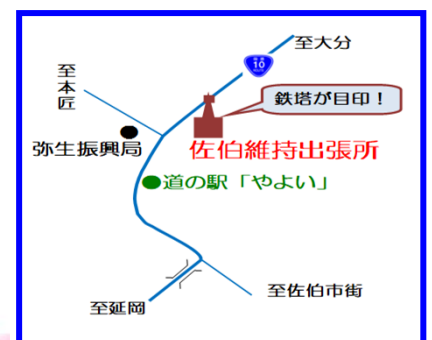 至大分
10
至本匠
鉄塔が目印！
弥生振興局
佐伯維持出張所
道の駅「やよい」
至佐伯市街
至延岡